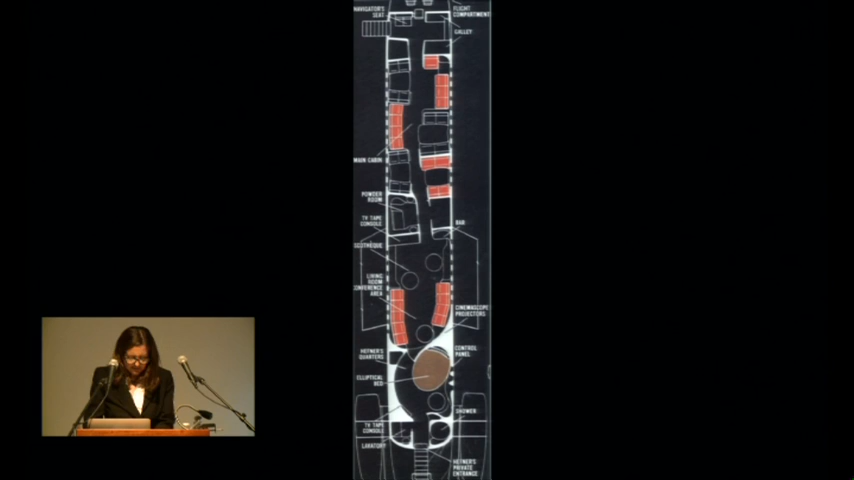 NAVIGATOR'S
SEAT
FLIGHT
COMPARTMENT
GALLEY
MAIN CABIN
POWDER
ROOM
TV TAPE
CONSOLE
BAR
LIVING
ROOM
CONFERENCE
AREA
CINEMASCOPE
PROJECTORS
HEFNER'S
QUARTERS
CONTROL
PANEL
ELLIPTICAL
BED
SHOWER
TV TAPE
CONSOLE
LAVATORY
HEFNER'S
PRIVATE
ENTRANCE